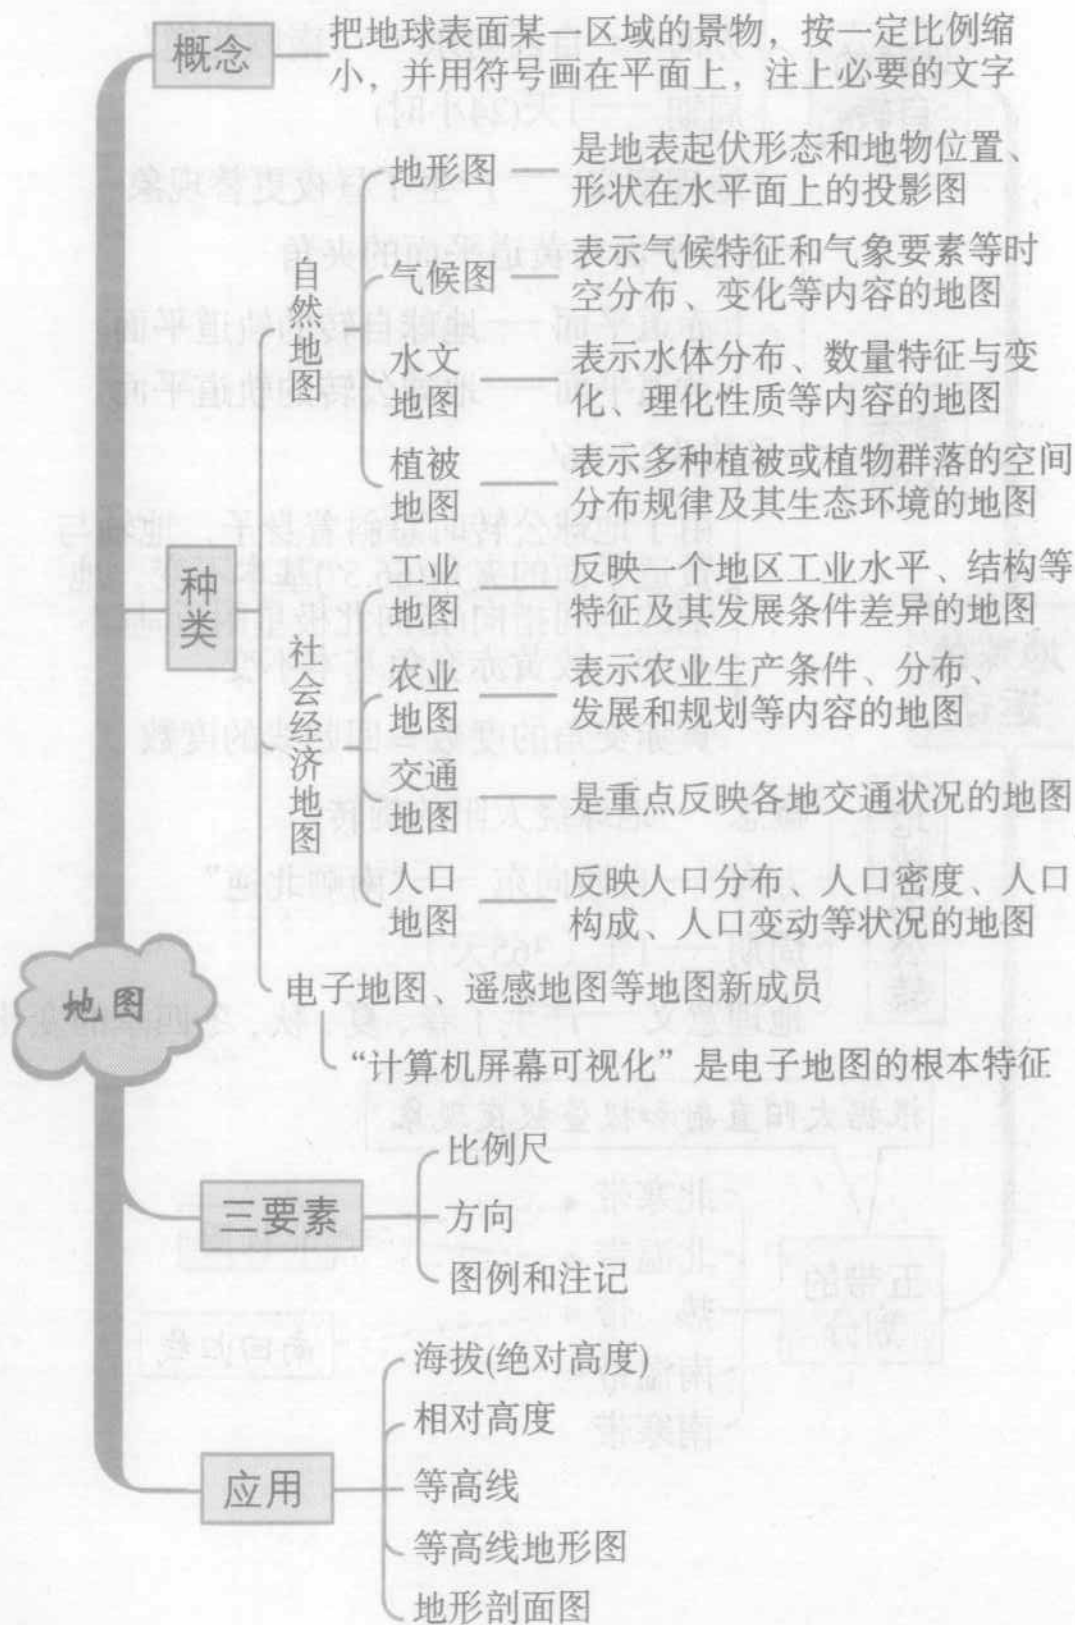 概念
把地球表面某一区域的景物，按一定比例缩
小，并用符号画在平面上，注上必要的文字
地图
种类
自然地图
地形图
是地表起伏形态和地物位置、
形状在水平面上的投影图
气候图
表示气候特征和气象要素等时
空分布、变化等内容的地图
水文
地图
表示水体分布、数量特征与变
化、理化性质等内容的地图
植被
地图
表示多种植被或植物群落的空间
分布规律及其生态环境的地图
社会经济地图
工业
地图
反映一个地区工业水平、结构等
特征及其发展条件差异的地图
农业
地图
表示农业生产条件、分布、
发展和规划等内容的地图
交通
地图
是重点反映各地交通状况的地图
人口
地图
反映人口分布、人口密度、人口
构成、人口变动等状况的地图
电子地图、遥感地图等地图新成员
“计算机屏幕可视化”是电子地图的根本特征
三要素
比例尺
方向
图例和注记
应用
海拔(绝对高度)
相对高度
等高线
等高线地形图
地形剖面图